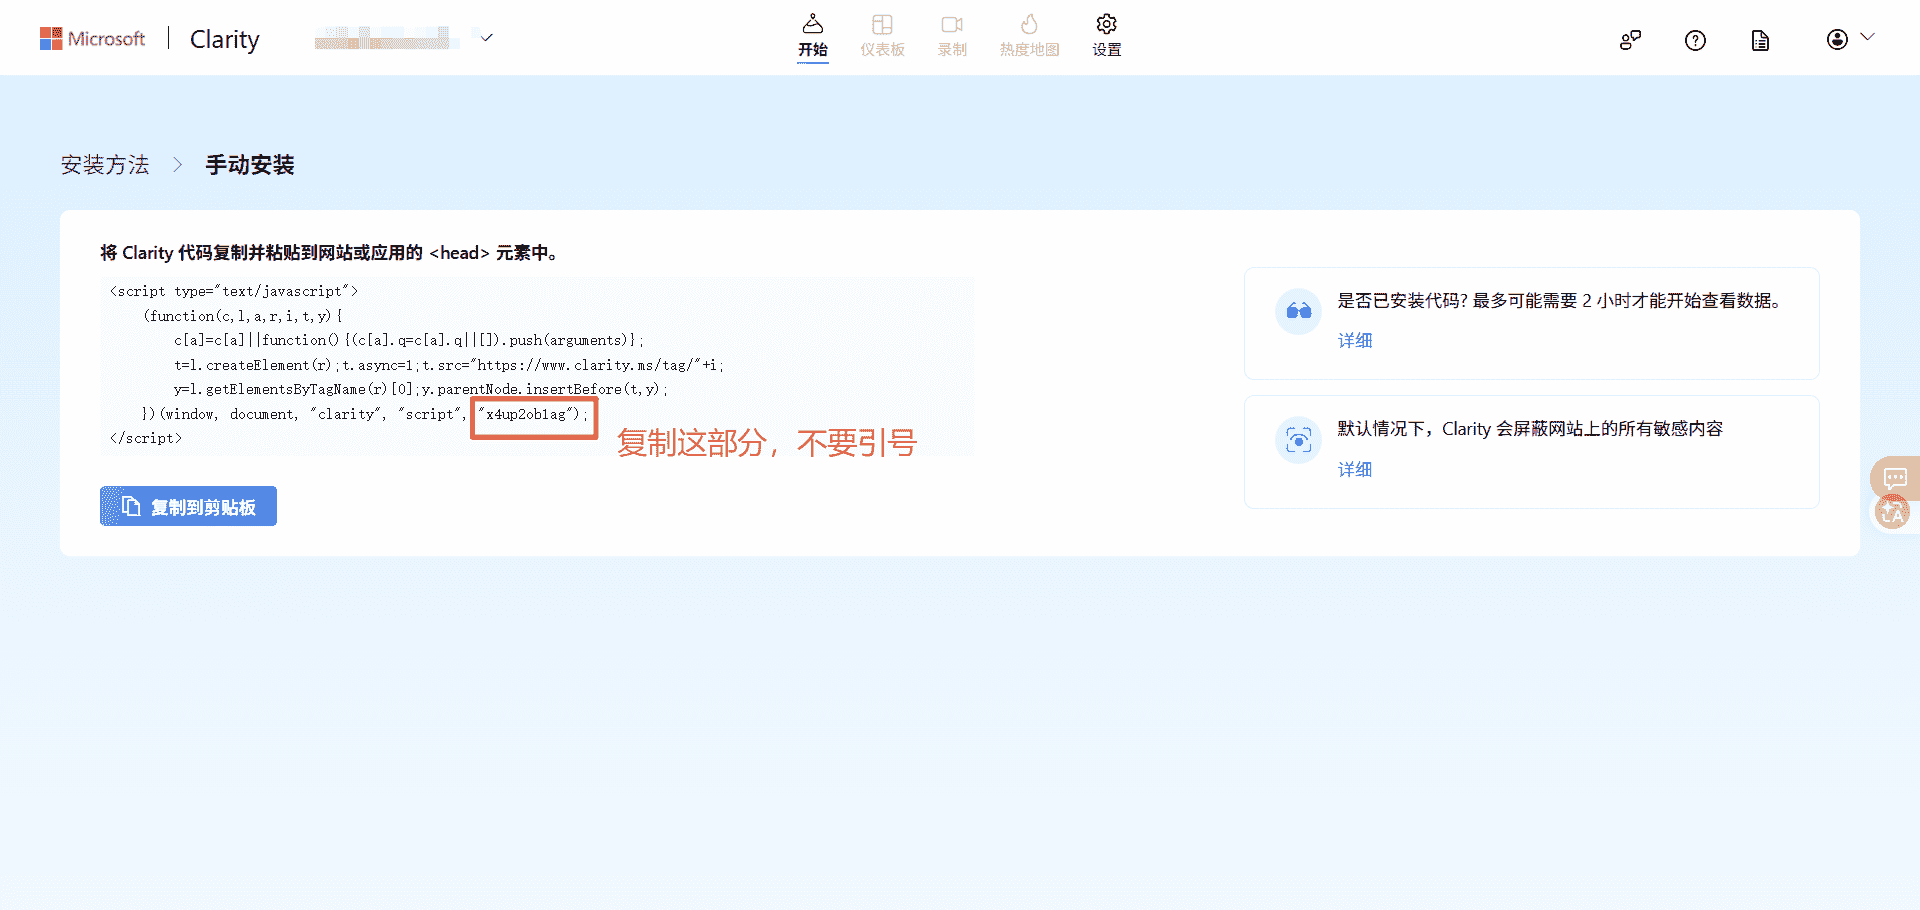 Microsoft
Clarity
开始
仪表板
录制
热度地图
设置
安装方法 > 手动安装
将 Clarity 代码复制并粘贴到网站或应用的 <head> 元素中。
<script type="text/javascript">
(function(c,l,a,r,i,t,y){
c[a]=c[a]||function(){(c[a].q=c[a].q||[]).push(arguments)};
t=l.createElement(r);t.async=1;t.src="https://www.clarity.ms/tag/"+i;
y=l.getElementsByTagName(r)[0];y.parentNode.insertBefore(t,y);
})(window, document, "clarity", "script", "x4up2ob1ag");
</script>
复制这部分，不要引号
复制到剪贴板
是否已安装代码? 最多可能需要 2 小时才能开始查看数据。
详细
默认情况下，Clarity 会屏蔽网站上的所有敏感内容
详细